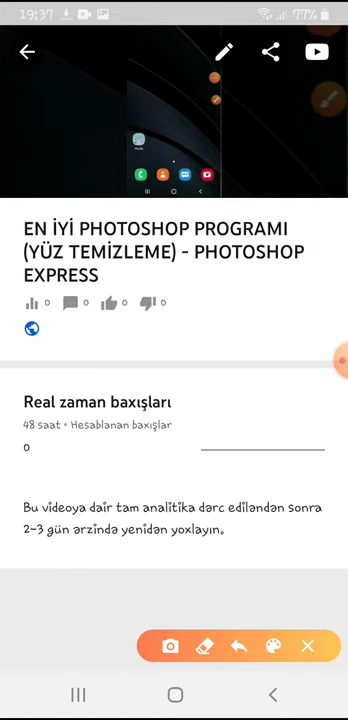 19:37
77%
EN İYİ PHOTOSHOP PROGRAMI
(YÜZ TEMİZLEME) - PHOTOSHOP
EXPRESS
0 0 0 0
Real zaman baxışları
48 saat • Hesablanan baxışlar
0
Bu videoya dair tam analitika dərc ediləndən sonra
2-3 gün ərzində yenidən yoxlayın.